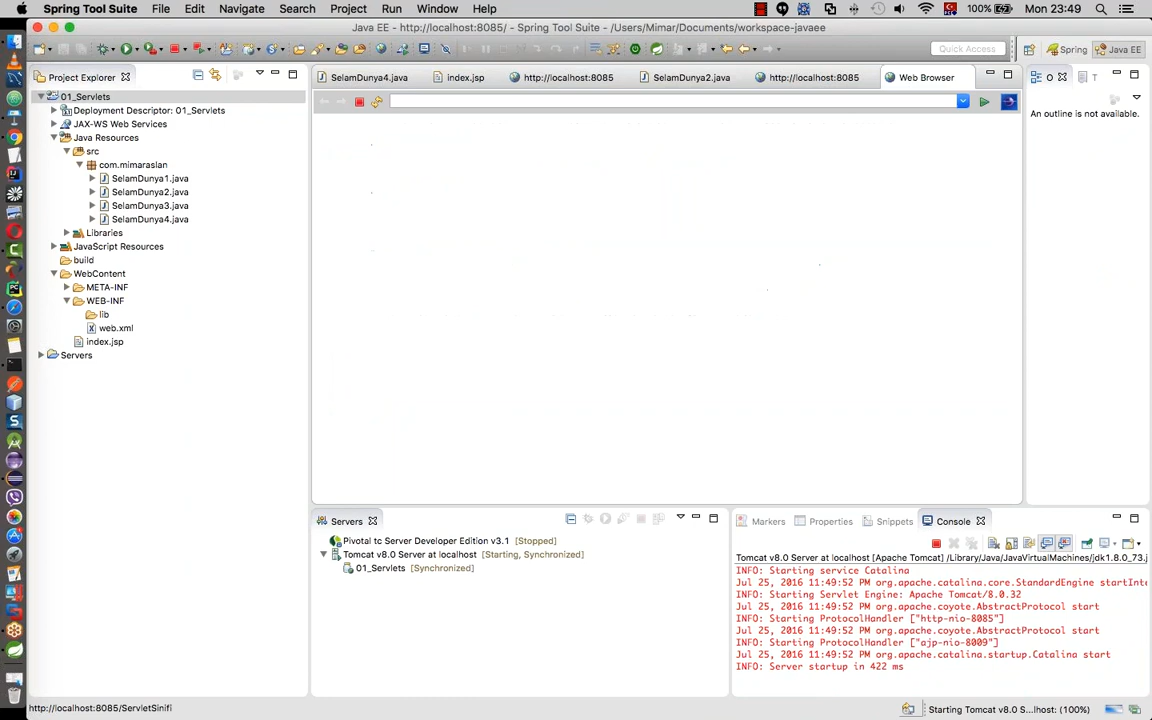 Spring Tool Suite File Edit Navigate Search Project Run Window Help 100% Mon 23:49
Java EE - http://localhost:8085/ - Spring Tool Suite - /Users/Mimar/Documents/workspace-javaee
Quick Access Spring Java EE
Project Explorer
SelamDunya4.java index.jsp http://localhost:8085 SelamDunya2.java http://localhost:8085 Web Browser
O T
An outline is not available.
01_Servlets
Deployment Descriptor: 01_Servlets
JAX-WS Web Services
Java Resources
src
com.mimaraslan
SelamDunya1.java
SelamDunya2.java
SelamDunya3.java
SelamDunya4.java
Libraries
JavaScript Resources
build
WebContent
META-INF
WEB-INF
lib
web.xml
index.jsp
Servers
Servers
Pivotal tc Server Developer Edition v3.1 [Stopped]
Tomcat v8.0 Server at localhost [Starting, Synchronized]
01_Servlets [Synchronized]
Markers Properties Snippets Console
Tomcat v8.0 Server at localhost [Apache Tomcat] /Library/Java/JavaVirtualMachines/jdk1.8.0_73.j
INFO: Starting service Catalina
Jul 25, 2016 11:49:52 PM org.apache.catalina.core.StandardEngine startInte
INFO: Starting Servlet Engine: Apache Tomcat/8.0.32
Jul 25, 2016 11:49:52 PM org.apache.coyote.AbstractProtocol start
INFO: Starting ProtocolHandler ["http-nio-8085"]
Jul 25, 2016 11:49:52 PM org.apache.coyote.AbstractProtocol start
INFO: Starting ProtocolHandler ["ajp-nio-8009"]
Jul 25, 2016 11:49:52 PM org.apache.catalina.startup.Catalina start
INFO: Server startup in 422 ms
http://localhost:8085/ServletSinifi
Starting Tomcat v8.0 S...lhost: (100%)